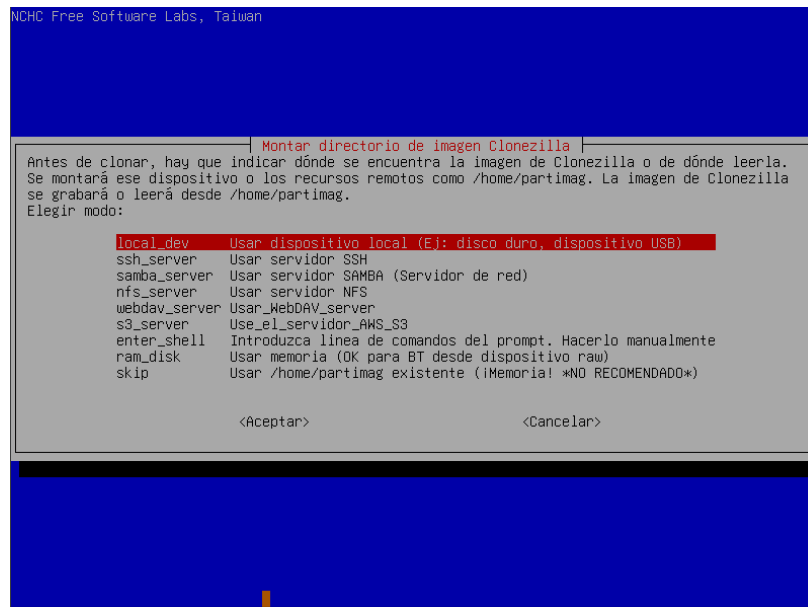 NCHC Free Software Labs, Taiwan
Montar directorio de imagen Clonezilla
Antes de clonar, hay que indicar dónde se encuentra la imagen de Clonezilla o de dónde leerla.
Se montará ese dispositivo o los recursos remotos como /home/partimag. La imagen de Clonezilla
se grabará o leerá desde /home/partimag.
Elegir modo:
local_dev Usar dispositivo local (Ej: disco duro, dispositivo USB)
ssh_server Usar servidor SSH
samba_server Usar servidor SAMBA (Servidor de red)
nfs_server Usar servidor NFS
webdav_server Usar_WebDAV_server
s3_server Use_el_servidor_AWS_S3
enter_shell Introduzca linea de comandos del prompt. Hacerlo manualmente
ram_disk Usar memoria (OK para BT desde dispositivo raw)
skip Usar /home/partimag existente (¡Memoria! *NO RECOMENDADO*)
<Aceptar> <Cancelar>